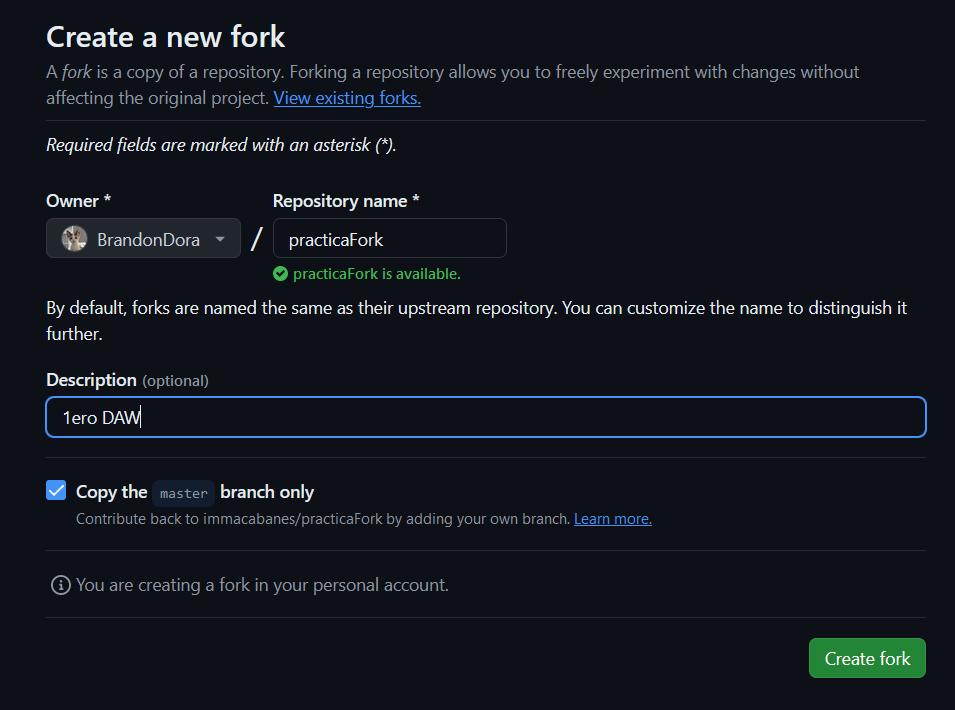 Create a new fork
A fork is a copy of a repository. Forking a repository allows you to freely experiment with changes without
affecting the original project. View existing forks.
Required fields are marked with an asterisk (*).
Owner * Repository name *
BrandonDora / practicaFork
practicaFork is available.
By default, forks are named the same as their upstream repository. You can customize the name to distinguish it
further.
Description (optional)
1ero DAW
Copy the master branch only
Contribute back to immacabanes/practicaFork by adding your own branch. Learn more.
You are creating a fork in your personal account.
Create fork